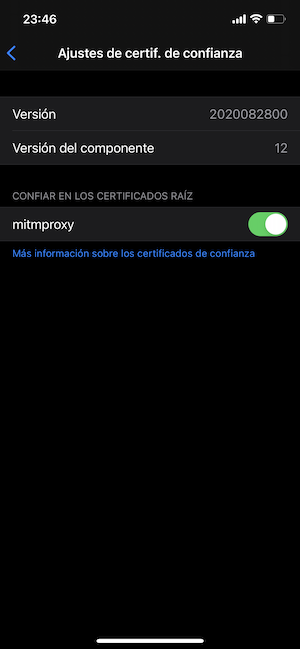 23:46
Ajustes de certif. de confianza
Versión 2020082800
Versión del componente 12
CONFIAR EN LOS CERTIFICADOS RAÍZ
mitmproxy
Más información sobre los certificados de confianza